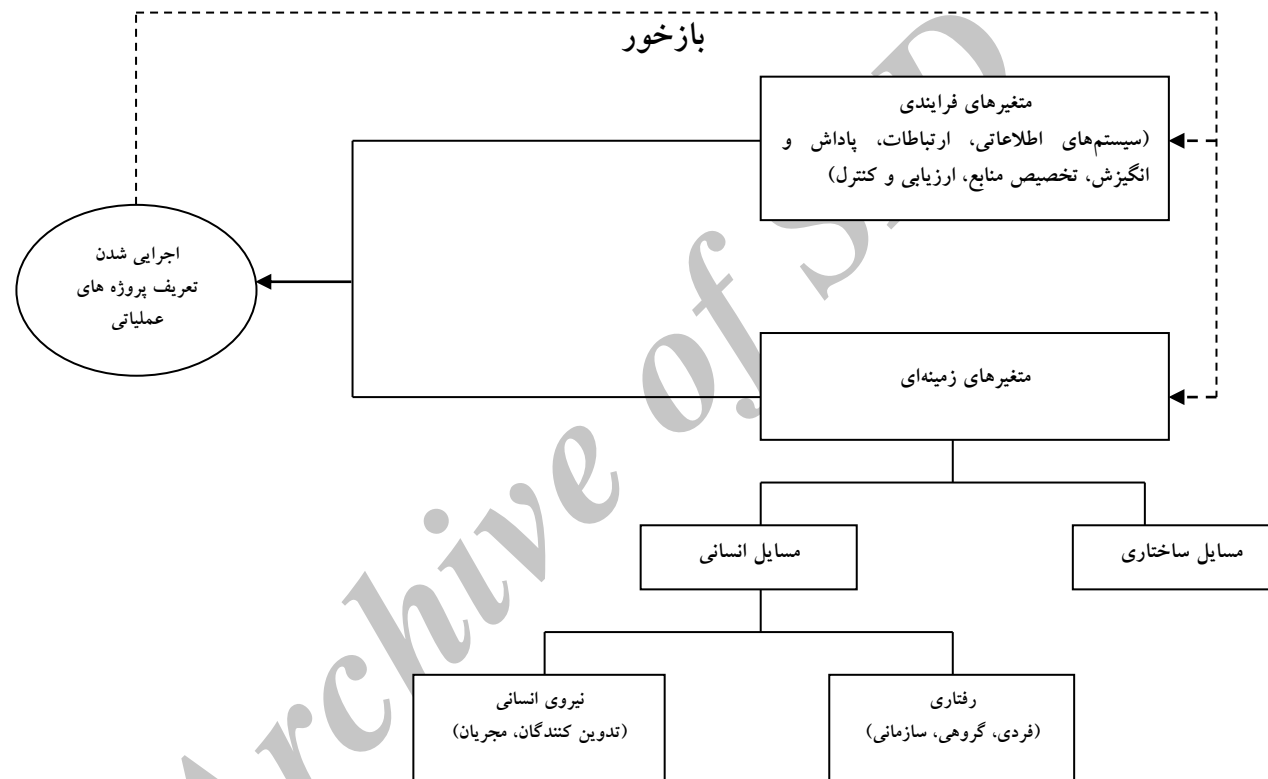 بازخور
متغیرهای فرایندی
(سیستم‌های اطلاعاتی، ارتباطات، پاداش و
انگیزش، تخصیص منابع، ارزیابی و کنترل)
اجرایی شدن
تعریف پروژه های
عملیاتی
متغیرهای زمینه‌ای
مسایل ساختاری
مسایل انسانی
رفتاری
(فردی، گروهی، سازمانی)
نیروی انسانی
(تدوین کنندگان، مجریان)
Archive of SID